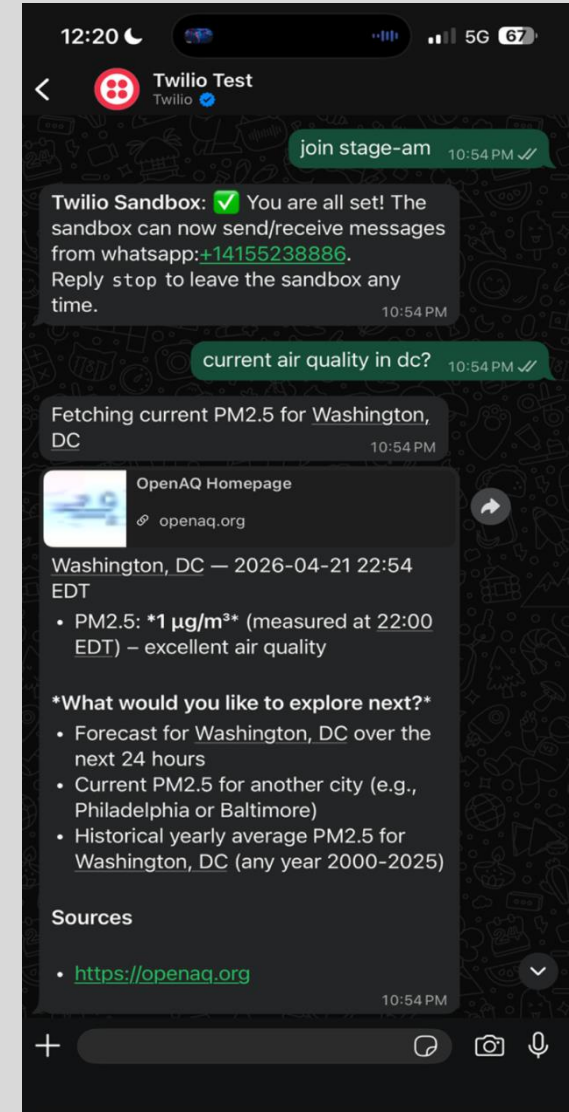 12:20
5G 67
Twilio Test
Twilio
join stage-am 10:54 PM
Twilio Sandbox: ✅ You are all set! The
sandbox can now send/receive messages
from whatsapp:+14155238886.
Reply stop to leave the sandbox any
time.
10:54 PM
current air quality in dc? 10:54 PM
Fetching current PM2.5 for Washington,
DC
10:54 PM
OpenAQ Homepage
openaq.org
Washington, DC — 2026-04-21 22:54
EDT
• PM2.5: *1 µg/m³* (measured at 22:00
EDT) – excellent air quality
*What would you like to explore next?*
• Forecast for Washington, DC over the
next 24 hours
• Current PM2.5 for another city (e.g.,
Philadelphia or Baltimore)
• Historical yearly average PM2.5 for
Washington, DC (any year 2000-2025)
Sources
• https://openaq.org
10:54 PM